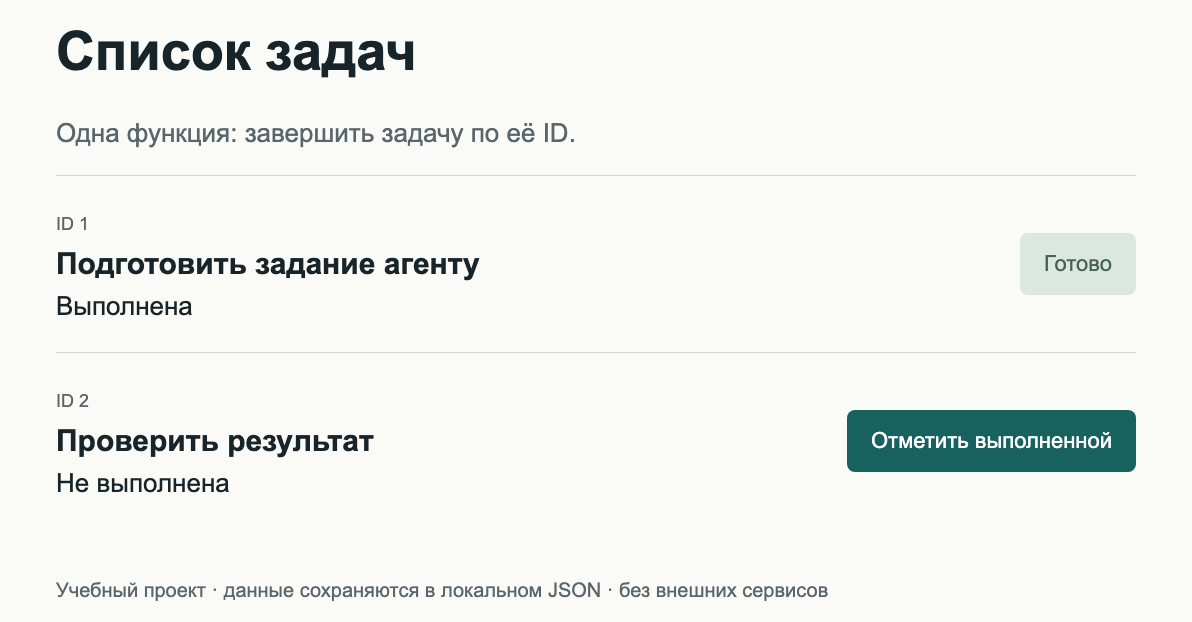 Список задач
Одна функция: завершить задачу по её ID.
ID 1
Подготовить задание агенту
Выполнена
Готово
ID 2
Проверить результат
Не выполнена
Отметить выполненной
Учебный проект · данные сохраняются в локальном JSON · без внешних сервисов